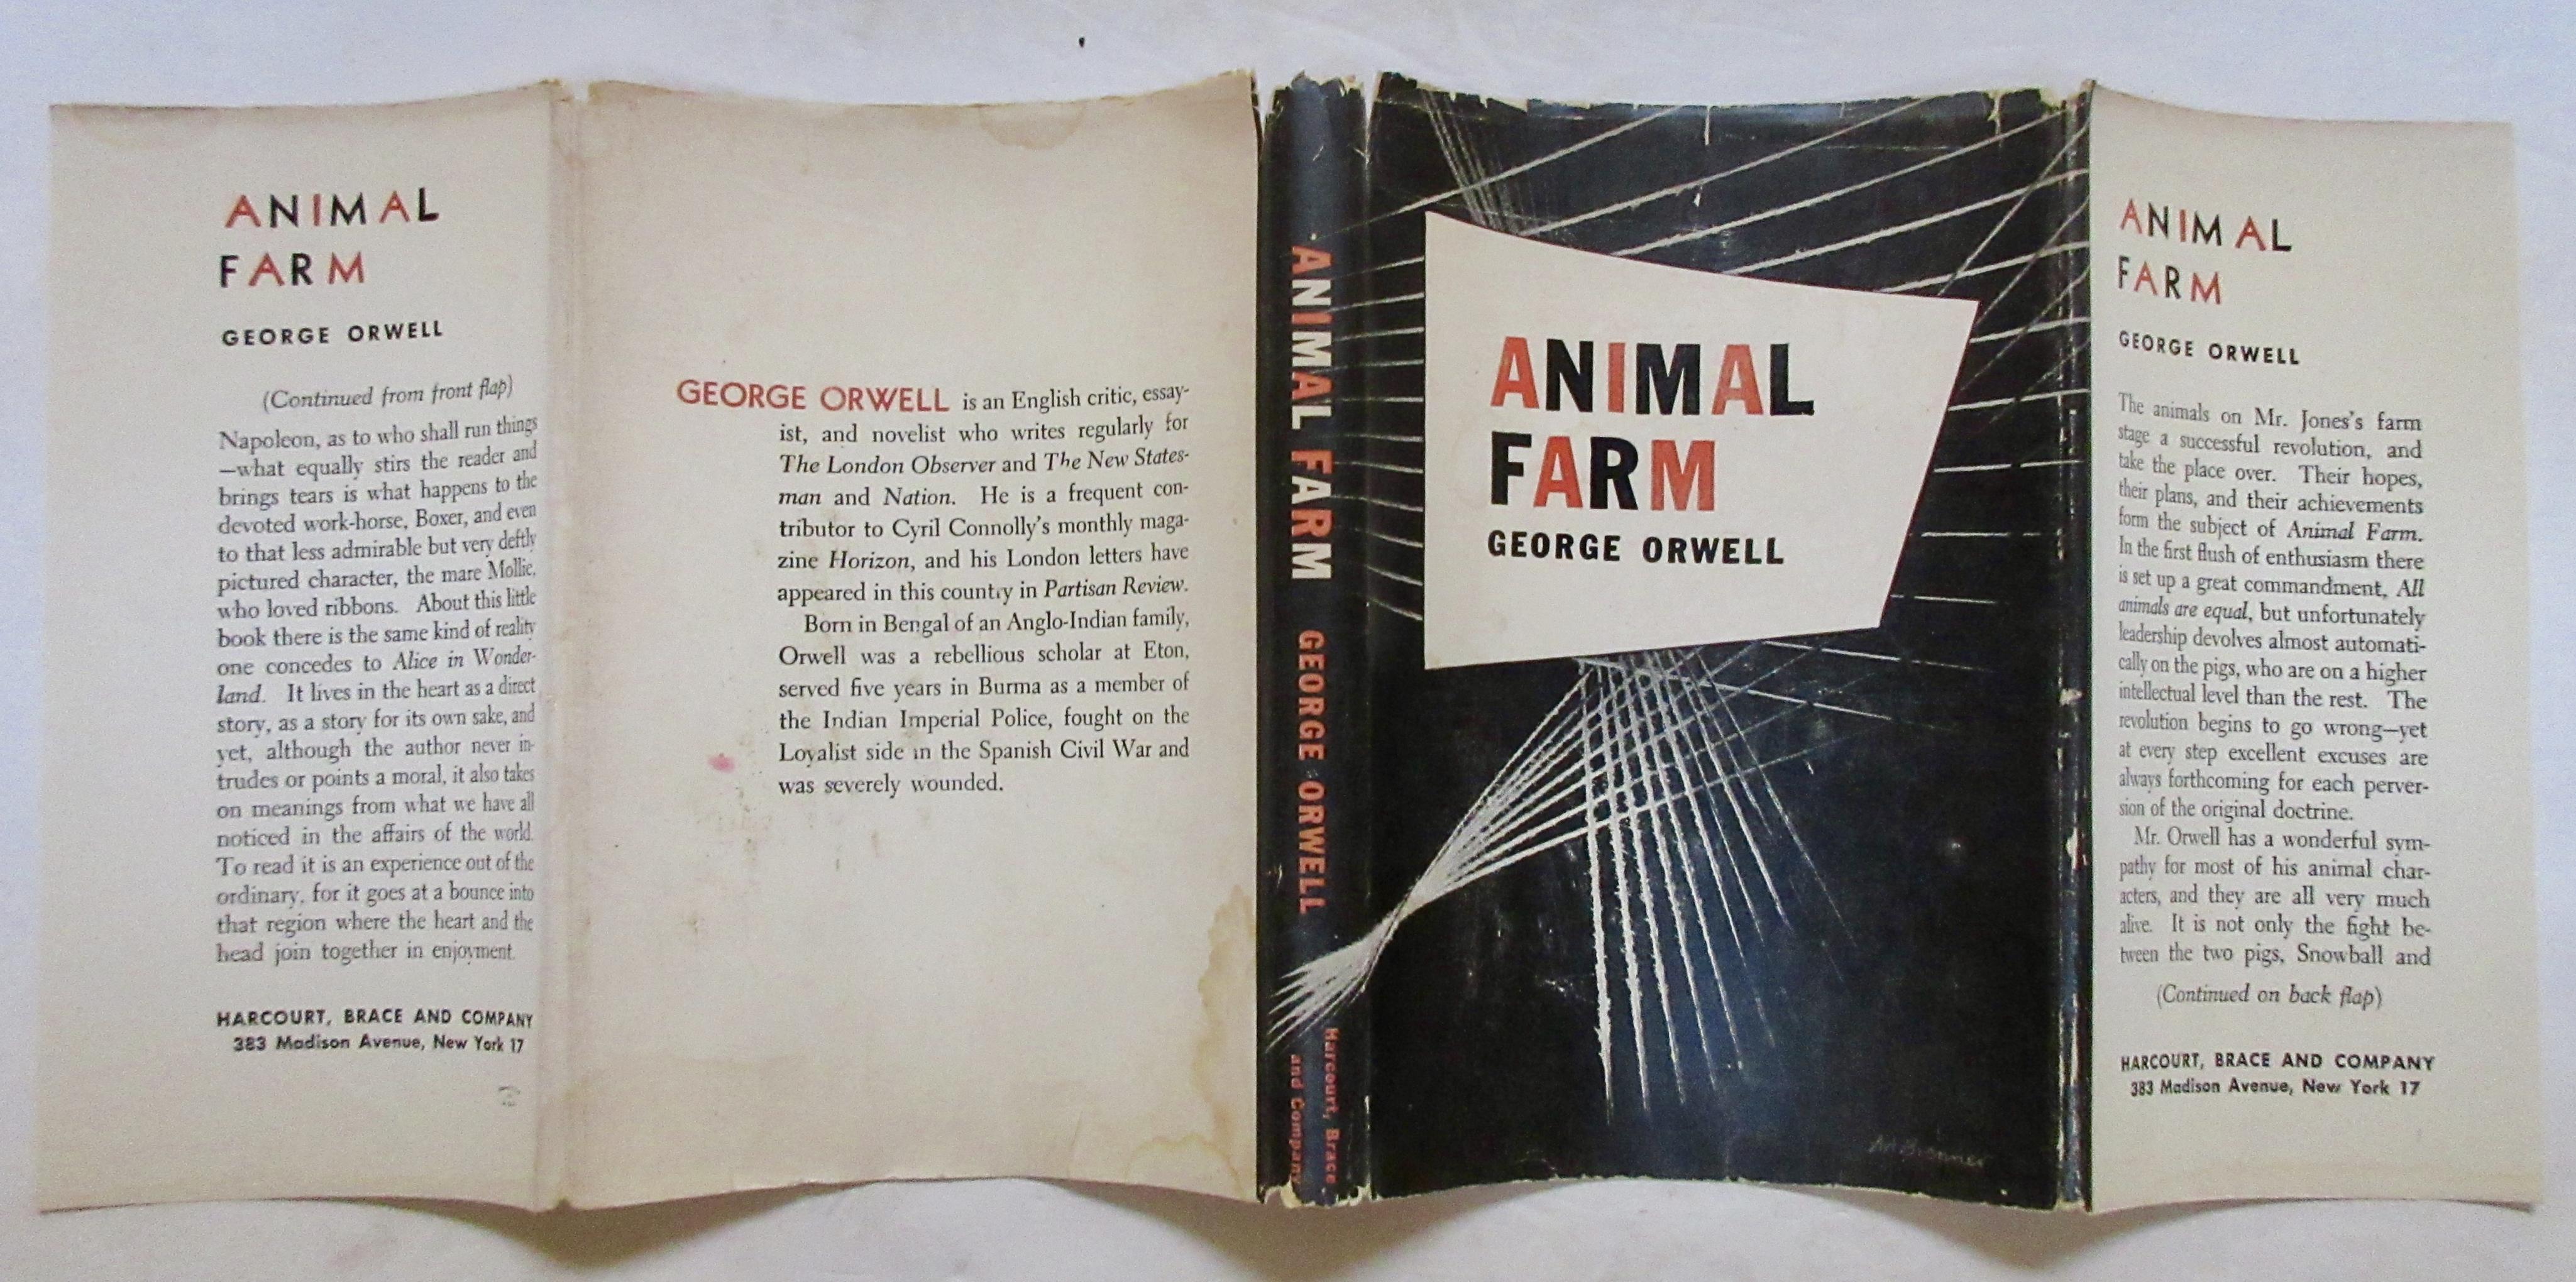 ANIMAL
FARM
GEORGE ORWELL
(Continued from front flap)
Napoleon, as to who shall run things
—what equally stirs the reader and
brings tears is what happens to the
devoted work-horse, Boxer, and even
to that less admirable but very deftly
pictured character, the mare Mollie,
who loved ribbons. About this little
book there is the same kind of reality
one concedes to Alice in Wonder-
land. It lives in the heart as a direct
story, as a story for its own sake, and
yet, although the author never in-
trudes or points a moral, it also takes
on meanings from what we have all
noticed in the affairs of the world.
To read it is an experience out of the
ordinary, for it goes at a bounce into
that region where the heart and the
head join together in enjoyment.
HARCOURT, BRACE AND COMPANY
383 Madison Avenue, New York 17
GEORGE ORWELL is an English critic, essay-
ist, and novelist who writes regularly for
The London Observer and The New States-
man and Nation. He is a frequent con-
tributor to Cyril Connolly's monthly maga-
zine Horizon, and his London letters have
appeared in this country in Partisan Review.
Born in Bengal of an Anglo-Indian family,
Orwell was a rebellious scholar at Eton,
served five years in Burma as a member of
the Indian Imperial Police, fought on the
Loyalist side in the Spanish Civil War and
was severely wounded.
ANIMAL FARM GEORGE ORWELL
Harcourt, Brace
and Company
ANIMAL
FARM
GEORGE ORWELL
ANIMAL
FARM
GEORGE ORWELL
The animals on Mr. Jones's farm
stage a successful revolution, and
take the place over. Their hopes,
their plans, and their achievements
form the subject of Animal Farm.
In the first flush of enthusiasm there
is set up a great commandment, All
animals are equal, but unfortunately
leadership devolves almost automati-
cally on the pigs, who are on a higher
intellectual level than the rest. The
revolution begins to go wrong—yet
at every step excellent excuses are
always forthcoming for each perver-
sion of the original doctrine.
Mr. Orwell has a wonderful sym-
pathy for most of his animal char-
acters, and they are all very much
alive. It is not only the fight be-
tween the two pigs, Snowball and
(Continued on back flap)
HARCOURT, BRACE AND COMPANY
383 Madison Avenue, New York 17